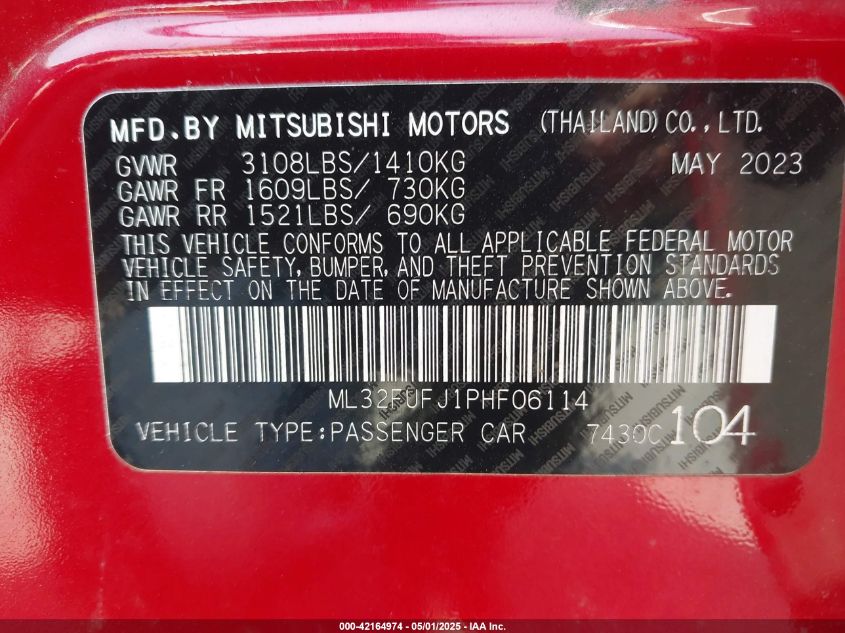 MFD.BY MITSUBISHI MOTORS (THAILAND)CO.,LTD.
GVWR 3108LBS/1410KG MAY 2023
GAWR FR 1609LBS/ 730KG
GAWR RR 1521LBS/ 690KG
THIS VEHICLE CONFORMS TO ALL APPLICABLE FEDERAL MOTOR
VEHICLE SAFETY,BUMPER,AND THEFT PREVENTION STANDARDS
IN EFFECT ON THE DATE OF MANUFACTURE SHOWN ABOVE.
ML32FUFJ1PHF06114
VEHICLE TYPE:PASSENGER CAR 7430C 104
000-42164974 - 05/01/2025 - IAA Inc.